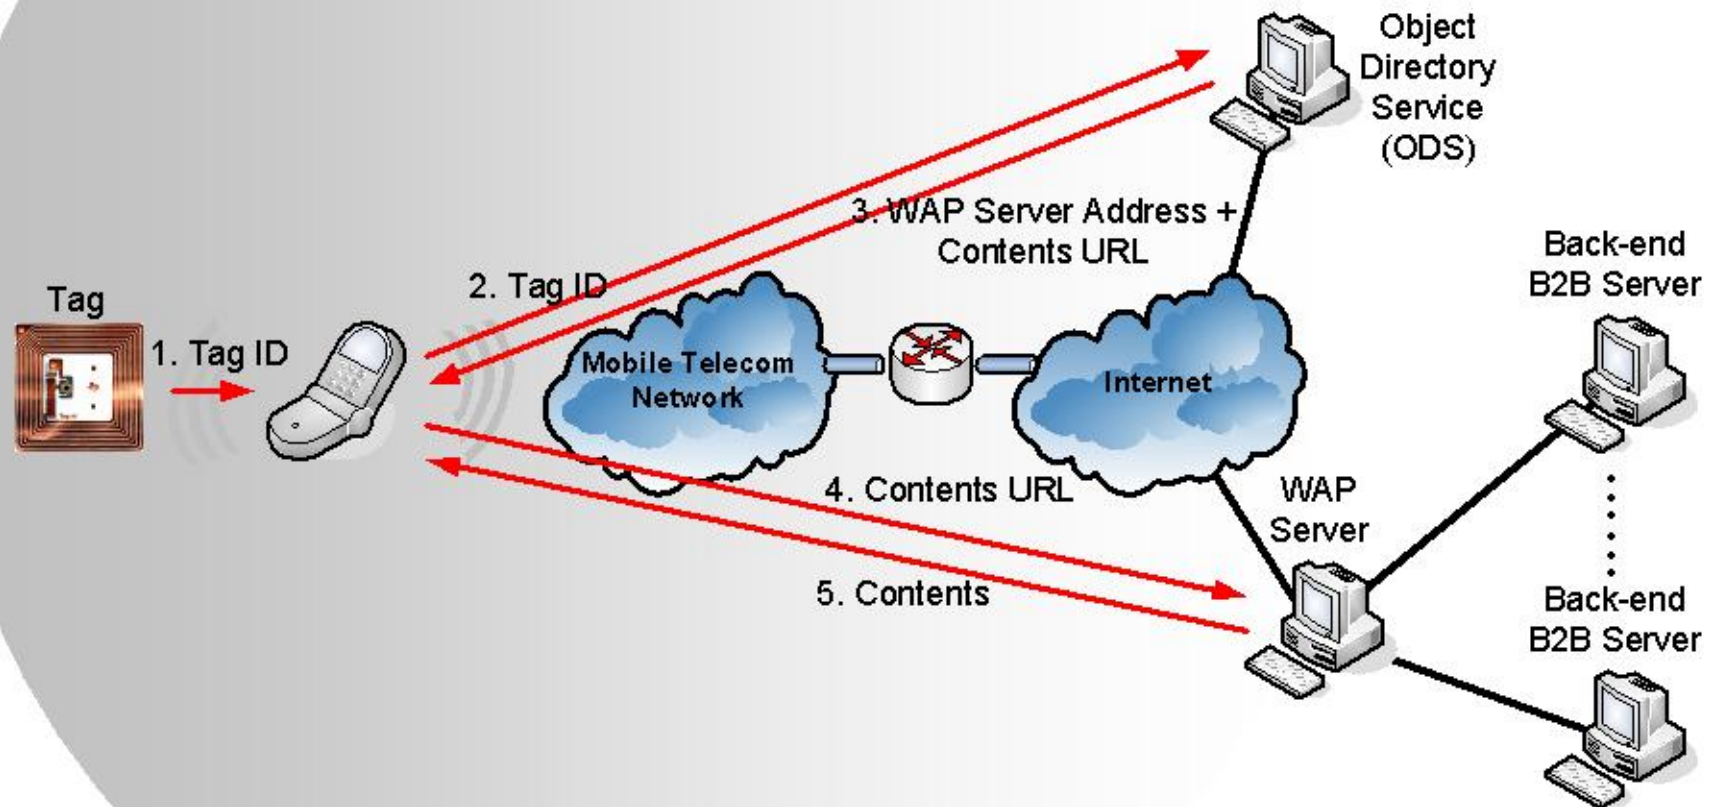 Object
Directory
Service
(ODS)
3. WAP Server Address +
Contents URL
Back-end
B2B Server
2. Tag ID
Tag
1. Tag ID
Mobile Telecom
Network
Internet
4. Contents URL
WAP
Server
5. Contents
Back-end
B2B Server